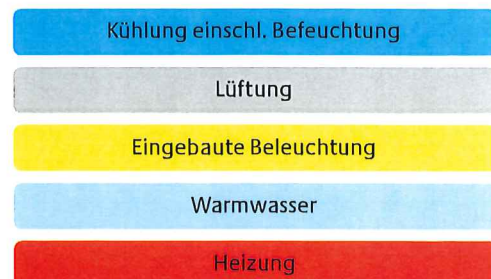 Kühlung einschl. Befeuchtung
Lüftung
Eingebaute Beleuchtung
Warmwasser
Heizung